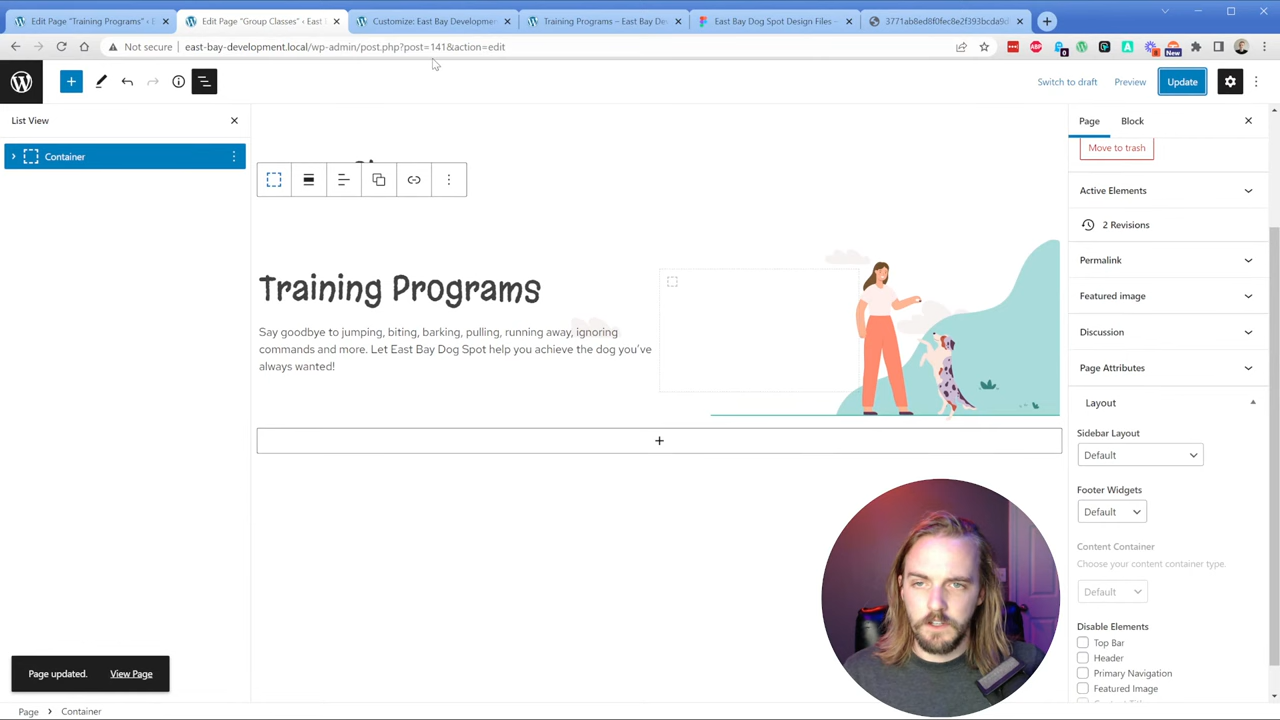 Edit Page "Training Programs" ‹ E
Edit Page "Group Classes" ‹ East
Customize: East Bay Development
Training Programs – East Bay De
East Bay Dog Spot Design Files –
3771ab8ed8f0fec8e2f393bcda9d
Not secure
east-bay-development.local/wp-admin/post.php?post=141&action=edit
ABP
0
New
Switch to draft
Preview
Update
List View
Page
Block
Container
Move to trash
Active Elements
2 Revisions
Permalink
Training Programs
Featured image
Say goodbye to jumping, biting, barking, pulling, running away, ignoring
commands and more. Let East Bay Dog Spot help you achieve the dog you've
always wanted!
Discussion
Page Attributes
Layout
Sidebar Layout
Default
Footer Widgets
Default
Content Container
Choose your content container type.
Default
Disable Elements
Top Bar
Header
Primary Navigation
Featured Image
Page updated.
View Page
Page
Container